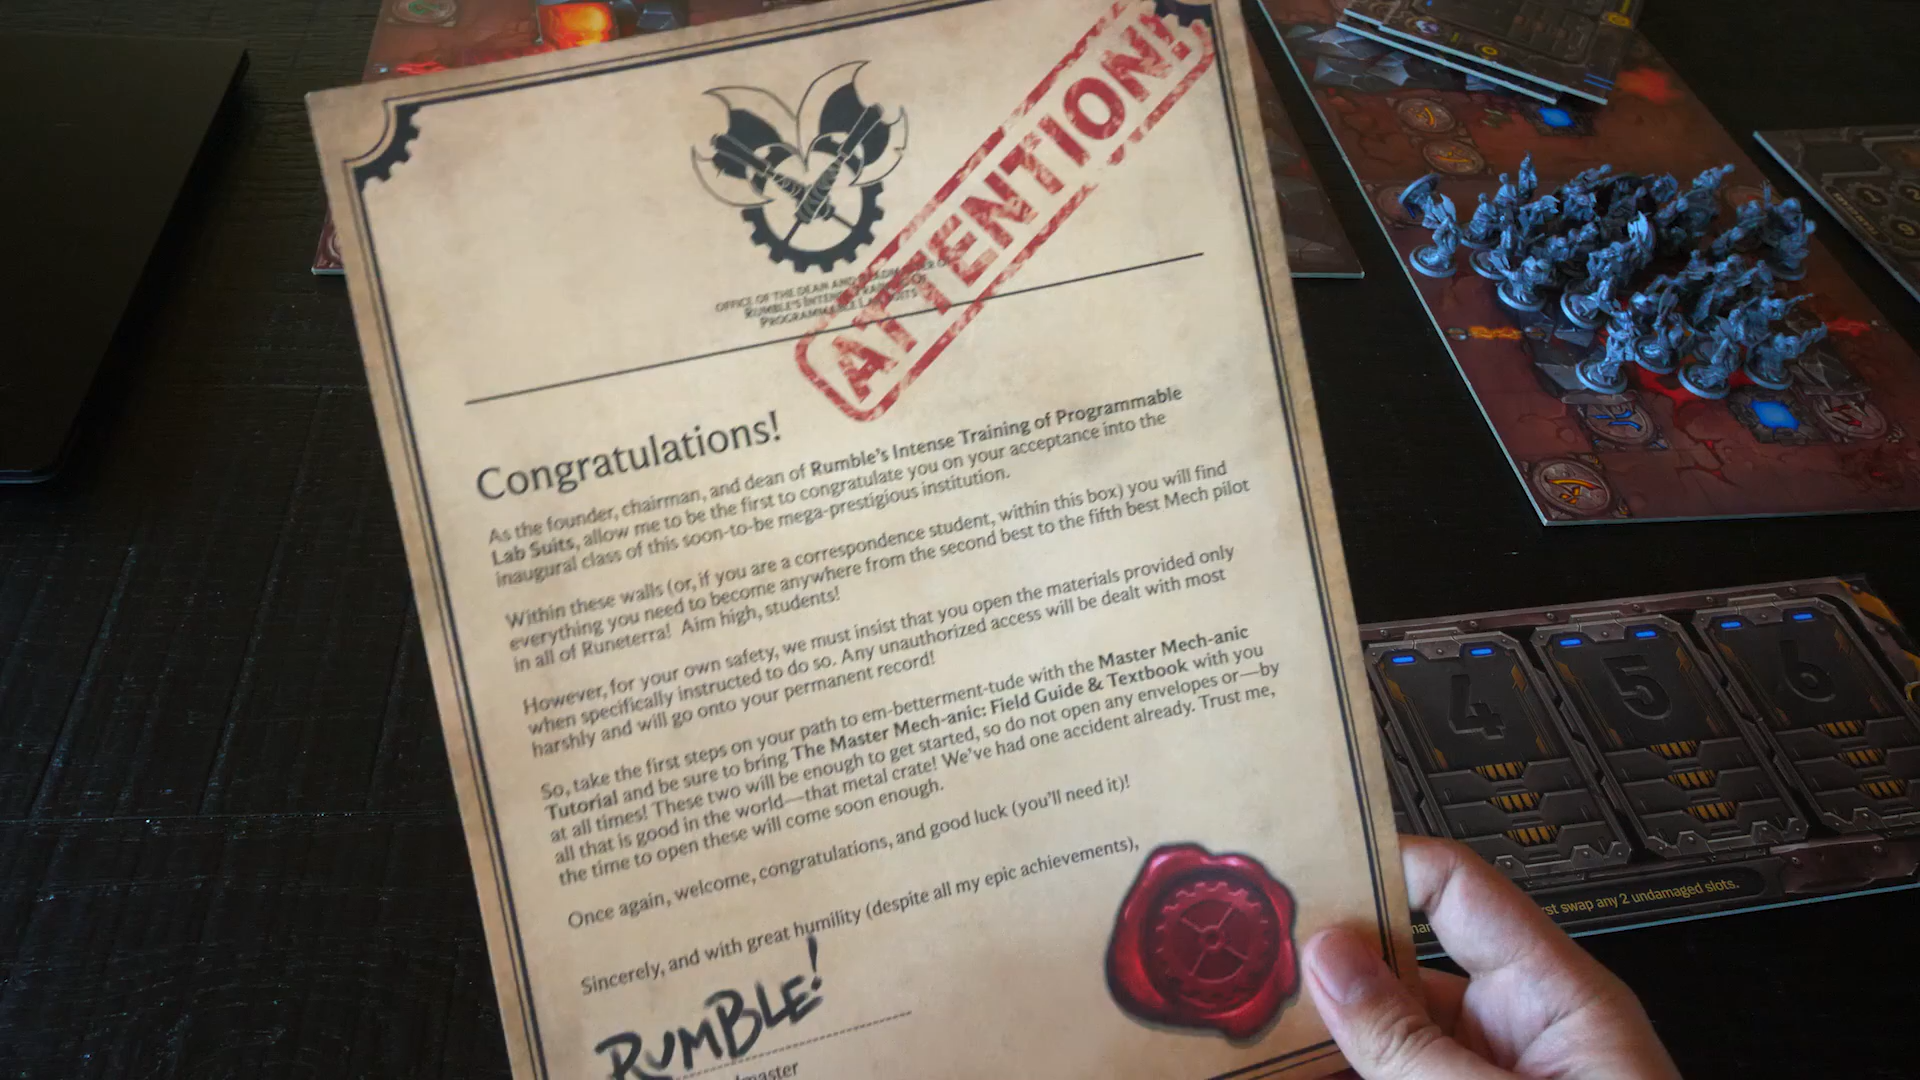 ATTENTION!
OFFICE OF THE DEAN AND
RUMBLE'S INTENSE TRAINING OF
PROGRAMMABLE LAB SUITS
Congratulations!
As the founder, chairman, and dean of Rumble's Intense Training of Programmable
Lab Suits, allow me to be the first to congratulate you on your acceptance into the
inaugural class of this soon-to-be mega-prestigious institution.
Within these walls (or, if you are a correspondence student, within this box) you will find
everything you need to become anywhere from the second best to the fifth best Mech pilot
in all of Runeterra! Aim high, students!
However, for your own safety, we must insist that you open the materials provided only
when specifically instructed to do so. Any unauthorized access will be dealt with most
harshly and will go onto your permanent record!
So, take the first steps on your path to em-betterment-tude with the Master Mech-anic
Tutorial and be sure to bring The Master Mech-anic: Field Guide & Textbook with you
at all times! These two will be enough to get started, so do not open any envelopes or—by
all that is good in the world—that metal crate! We've had one accident already. Trust me,
the time to open these will come soon enough.
Once again, welcome, congratulations, and good luck (you'll need it)!
Sincerely, and with great humility (despite all my epic achievements),
RUMBLE!
4 5 6
swap any 2 undamaged slots.